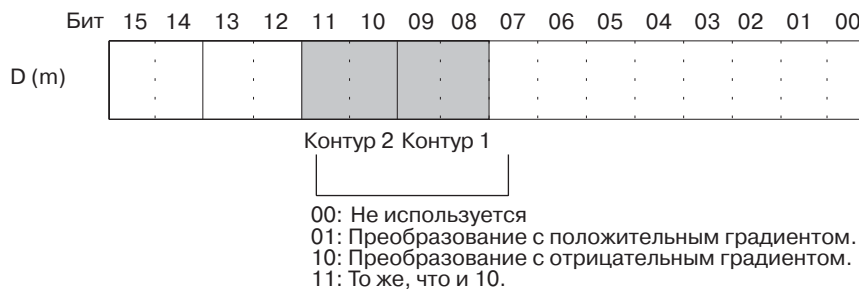 Бит 15 14 13 12 11 10 09 08 07 06 05 04 03 02 01 00
D (m)
Контур 2 Контур 1
00: Не используется
01: Преобразование с положительным градиентом.
10: Преобразование с отрицательным градиентом.
11: То же, что и 10.